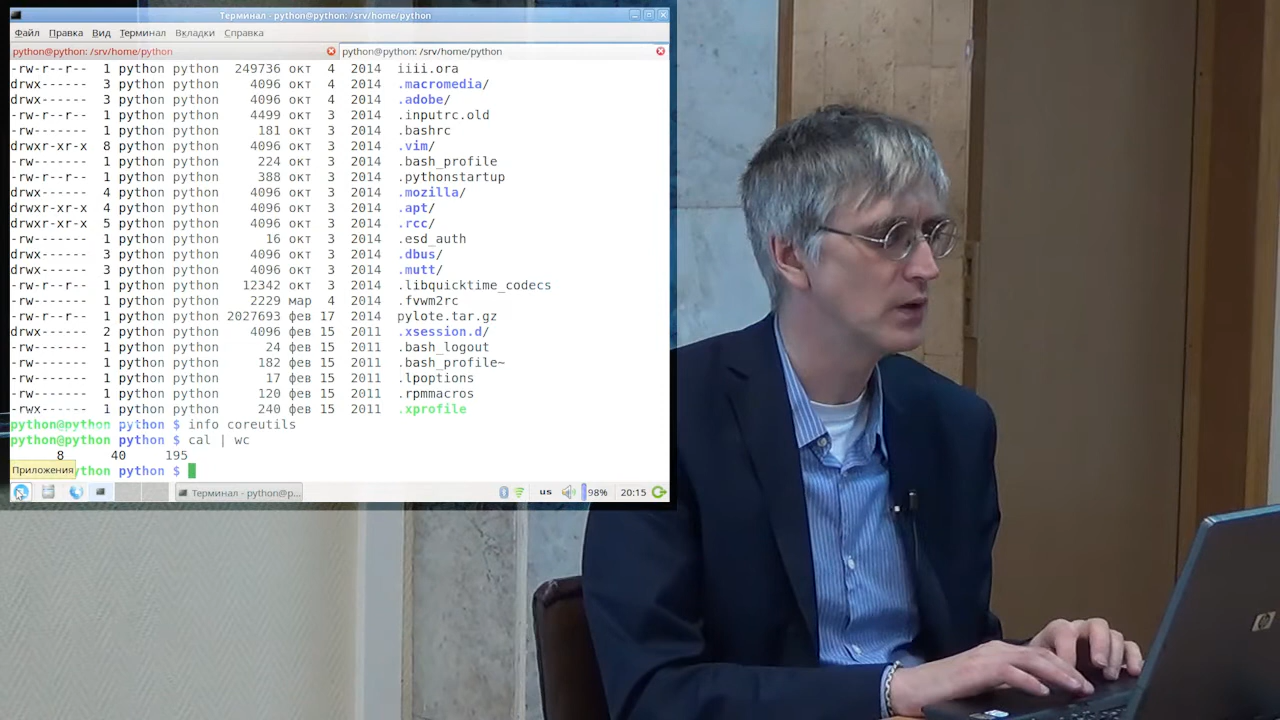 Терминал - python@python: /srv/home/python
Файл Правка Вид Терминал Вкладки Справка
python@python: /srv/home/python python@python: /srv/home/python
-rw-r--r-- 1 python python 249736 окт 4 2014 iiii.ora
drwx------ 3 python python 4096 окт 4 2014 .macromedia/
drwx------ 3 python python 4096 окт 4 2014 .adobe/
-rw-r--r-- 1 python python 4499 окт 3 2014 .inputrc.old
-rw-r--r-- 1 python python 181 окт 3 2014 .bashrc
drwxr-xr-x 8 python python 4096 окт 3 2014 .vim/
-rw------- 1 python python 224 окт 3 2014 .bash_profile
-rw-r--r-- 1 python python 388 окт 3 2014 .pythonstartup
drwx------ 4 python python 4096 окт 3 2014 .mozilla/
drwxr-xr-x 4 python python 4096 окт 3 2014 .apt/
drwxr-xr-x 5 python python 4096 окт 3 2014 .rcc/
-rw------- 1 python python 16 окт 3 2014 .esd_auth
drwx------ 3 python python 4096 окт 3 2014 .dbus/
drwx------ 3 python python 4096 окт 3 2014 .mutt/
-rw-r--r-- 1 python python 12342 окт 3 2014 .libquicktime_codecs
-rw------- 1 python python 2229 мар 4 2014 .fvwm2rc
-rw-r--r-- 1 python python 2027693 фев 17 2014 pylote.tar.gz
drwx------ 2 python python 4096 фев 15 2011 .xsession.d/
-rw------- 1 python python 24 фев 15 2011 .bash_logout
-rw------- 1 python python 182 фев 15 2011 .bash_profile~
-rw------- 1 python python 17 фев 15 2011 .lpoptions
-rw------- 1 python python 120 фев 15 2011 .rpmmacros
-rwx------ 1 python python 240 фев 15 2011 .xprofile
python@python python $ info coreutils
python@python python $ cal | wc
8 40 195
Приложения ython python $
Терминал - python@p... us 98% 20:15
hp